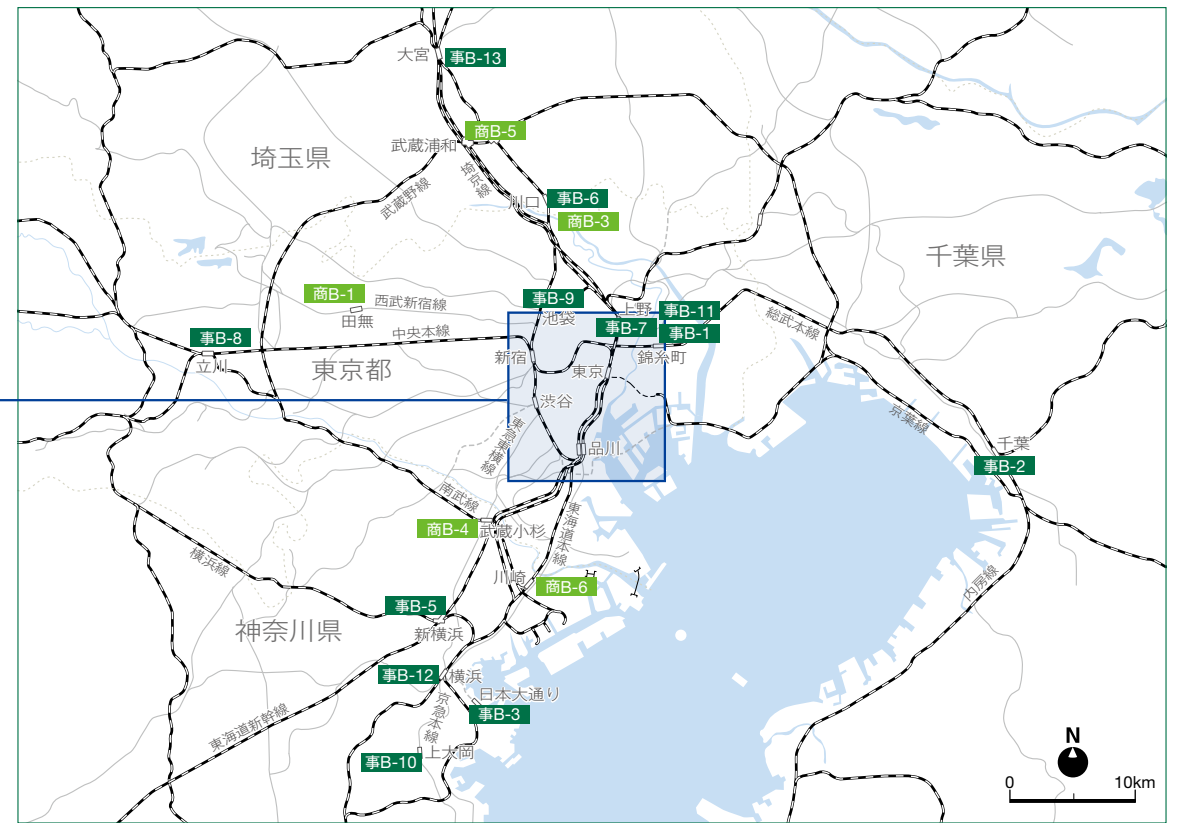 大宮
事B-13
商B-5
武蔵浦和
埼玉県
埼京線
武蔵野線
川口
事B-6
商B-3
千葉県
商B-1
西武新宿線
田無
事B-9
池袋
上野
事B-11
事B-7
事B-1
総武本線
事B-8
立川
中央本線
東京都
新宿
東京
錦糸町
渋谷
東急東横線
品川
京葉線
千葉
事B-2
南武線
商B-4
武蔵小杉
東海道本線
横浜線
川崎
商B-6
事B-5
新横浜
神奈川県
内房線
事B-12
横浜
日本大通り
事B-3
京急本線
東海道新幹線
上大岡
事B-10
N
0 10km